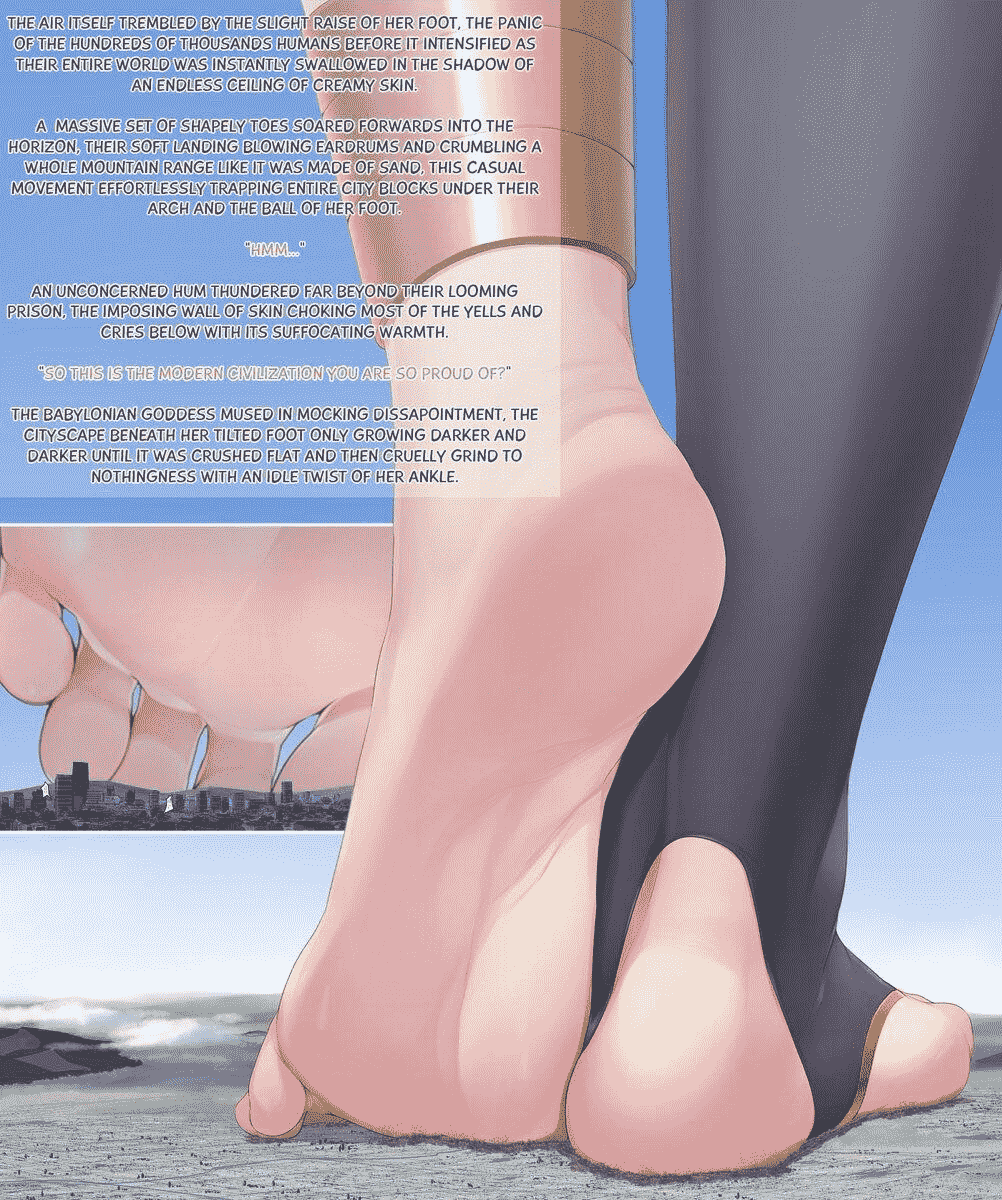 THE AIR ITSELF TREMBLED BY THE SLIGHT RAISE OF HER FOOT, THE PANIC
OF THE HUNDREDS OF THOUSANDS HUMANS BEFORE IT INTENSIFIED AS
THEIR ENTIRE WORLD WAS INSTANTLY SWALLOWED IN THE SHADOW OF
AN ENDLESS CEILING OF CREAMY SKIN.
A MASSIVE SET OF SHAPELY TOES SOARED FORWARDS INTO THE
HORIZON, THEIR SOFT LANDING BLOWING EARDRUMS AND CRUMBLING A
WHOLE MOUNTAIN RANGE LIKE IT WAS MADE OF SAND, THIS CASUAL
MOVEMENT EFFORTLESSLY TRAPPING ENTIRE CITY BLOCKS UNDER THEIR
ARCH AND THE BALL OF HER FOOT.
"HMM..."
AN UNCONCERNED HUM THUNDERED FAR BEYOND THEIR LOOMING
PRISON, THE IMPOSING WALL OF SKIN CHOKING MOST OF THE YELLS AND
CRIES BELOW WITH ITS SUFFOCATING WARMTH.
"SO THIS IS THE MODERN CIVILIZATION YOU ARE SO PROUD OF?"
THE BABYLONIAN GODDESS MUSED IN MOCKING DISSAPOINTMENT, THE
CITYSCAPE BENEATH HER TILTED FOOT ONLY GROWING DARKER AND
DARKER UNTIL IT WAS CRUSHED FLAT AND THEN CRUELLY GRIND TO
NOTHINGNESS WITH AN IDLE TWIST OF HER ANKLE.